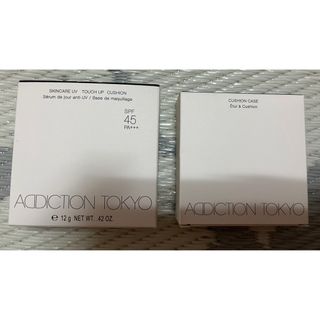 SKINCARE UV TOUCH UP CUSHION
Sérum de jour anti-UV / Base de maquillage
SPF
45
PA+++
ADDICTION TOKYO
℮ 12 g NET WT. .42 OZ.
CUSHION CASE
Étui à Cushion
ADDICTION TOKYO